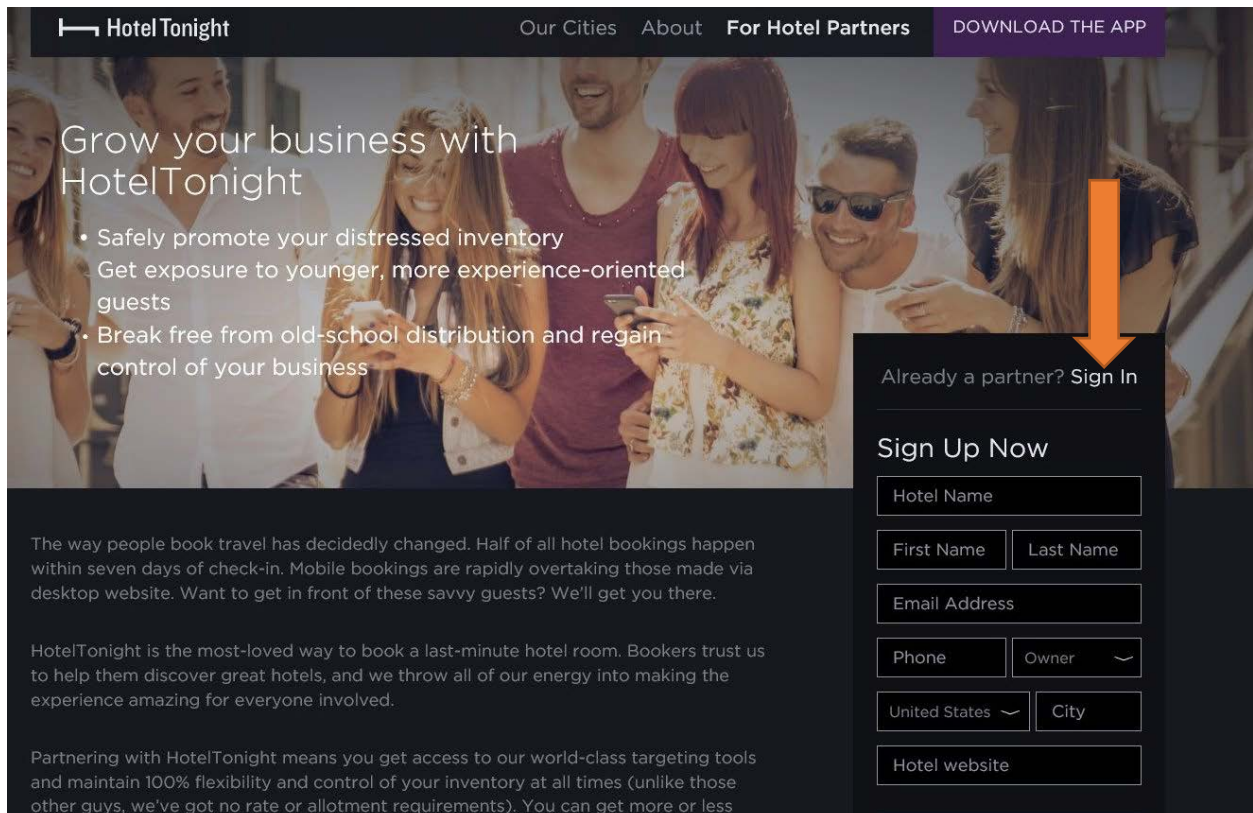 HotelTonight
Our Cities About For Hotel Partners DOWNLOAD THE APP
Grow your business with
HotelTonight
• Safely promote your distressed inventory
Get exposure to younger, more experience-oriented
guests
• Break free from old-school distribution and regain
control of your business
Already a partner? Sign In
Sign Up Now
Hotel Name
First Name Last Name
Email Address
Phone Owner
United States City
Hotel website
The way people book travel has decidedly changed. Half of all hotel bookings happen
within seven days of check-in. Mobile bookings are rapidly overtaking those made via
desktop website. Want to get in front of these savvy guests? We'll get you there.
HotelTonight is the most-loved way to book a last-minute hotel room. Bookers trust us
to help them discover great hotels, and we throw all of our energy into making the
experience amazing for everyone involved.
Partnering with HotelTonight means you get access to our world-class targeting tools
and maintain 100% flexibility and control of your inventory at all times (unlike those
other guys, we've got no rate or allotment requirements). You can get more or less